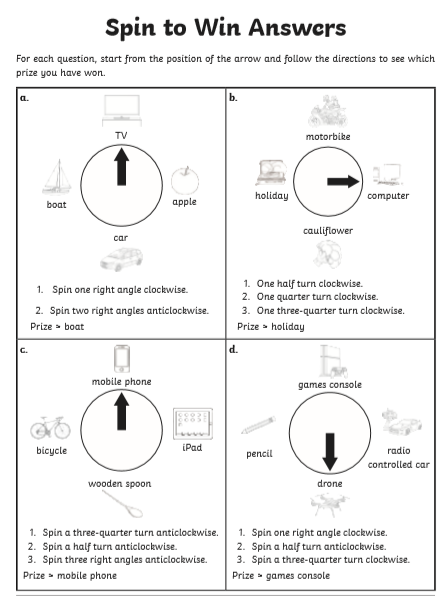 Spin to Win Answers
For each question, start from the position of the arrow and follow the directions to see which
prize you have won.
a.
TV
boat
apple
car
1. Spin one right angle clockwise.
2. Spin two right angles anticlockwise.
Prize > boat
b.
motorbike
holiday
computer
cauliflower
1. One half turn clockwise.
2. One quarter turn clockwise.
3. One three-quarter turn clockwise.
Prize > holiday
c.
mobile phone
bicycle
iPad
wooden spoon
1. Spin a three-quarter turn anticlockwise.
2. Spin a half turn anticlockwise.
3. Spin three right angles anticlockwise.
Prize > mobile phone
d.
games console
pencil
radio
controlled car
drone
1. Spin one right angle clockwise.
2. Spin a half turn anticlockwise.
3. Spin a three-quarter turn clockwise.
Prize > games console